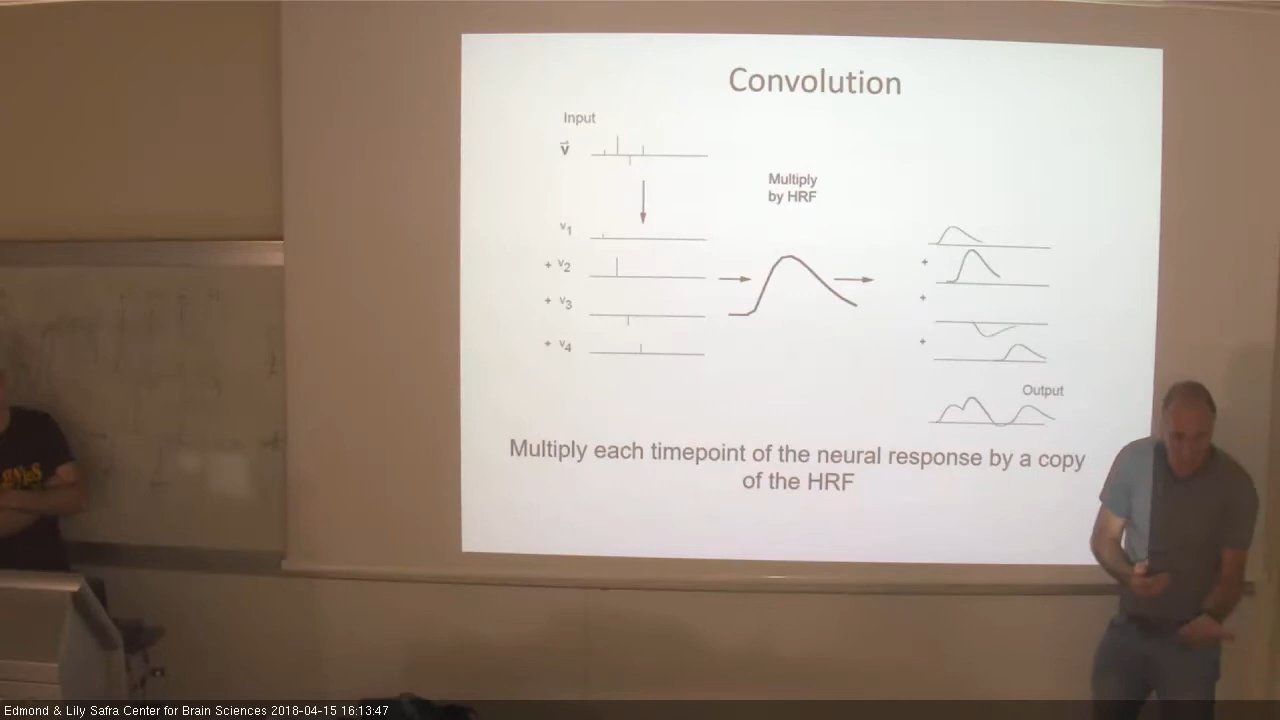 Convolution
Input
v
Multiply
by HRF
v1
+ v2
+ v3
+ v4
+
+
+
Output
Multiply each timepoint of the neural response by a copy
of the HRF
Edmond & Lily Safra Center for Brain Sciences 2018-04-15 16:13:47